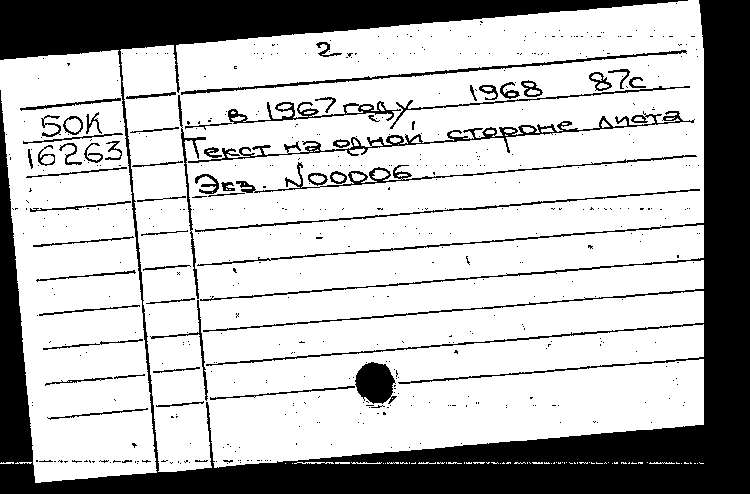 2.
... в 1967 году, 1968 87с.
50К Текст на одной стороне листа
16263 Экз. N00006